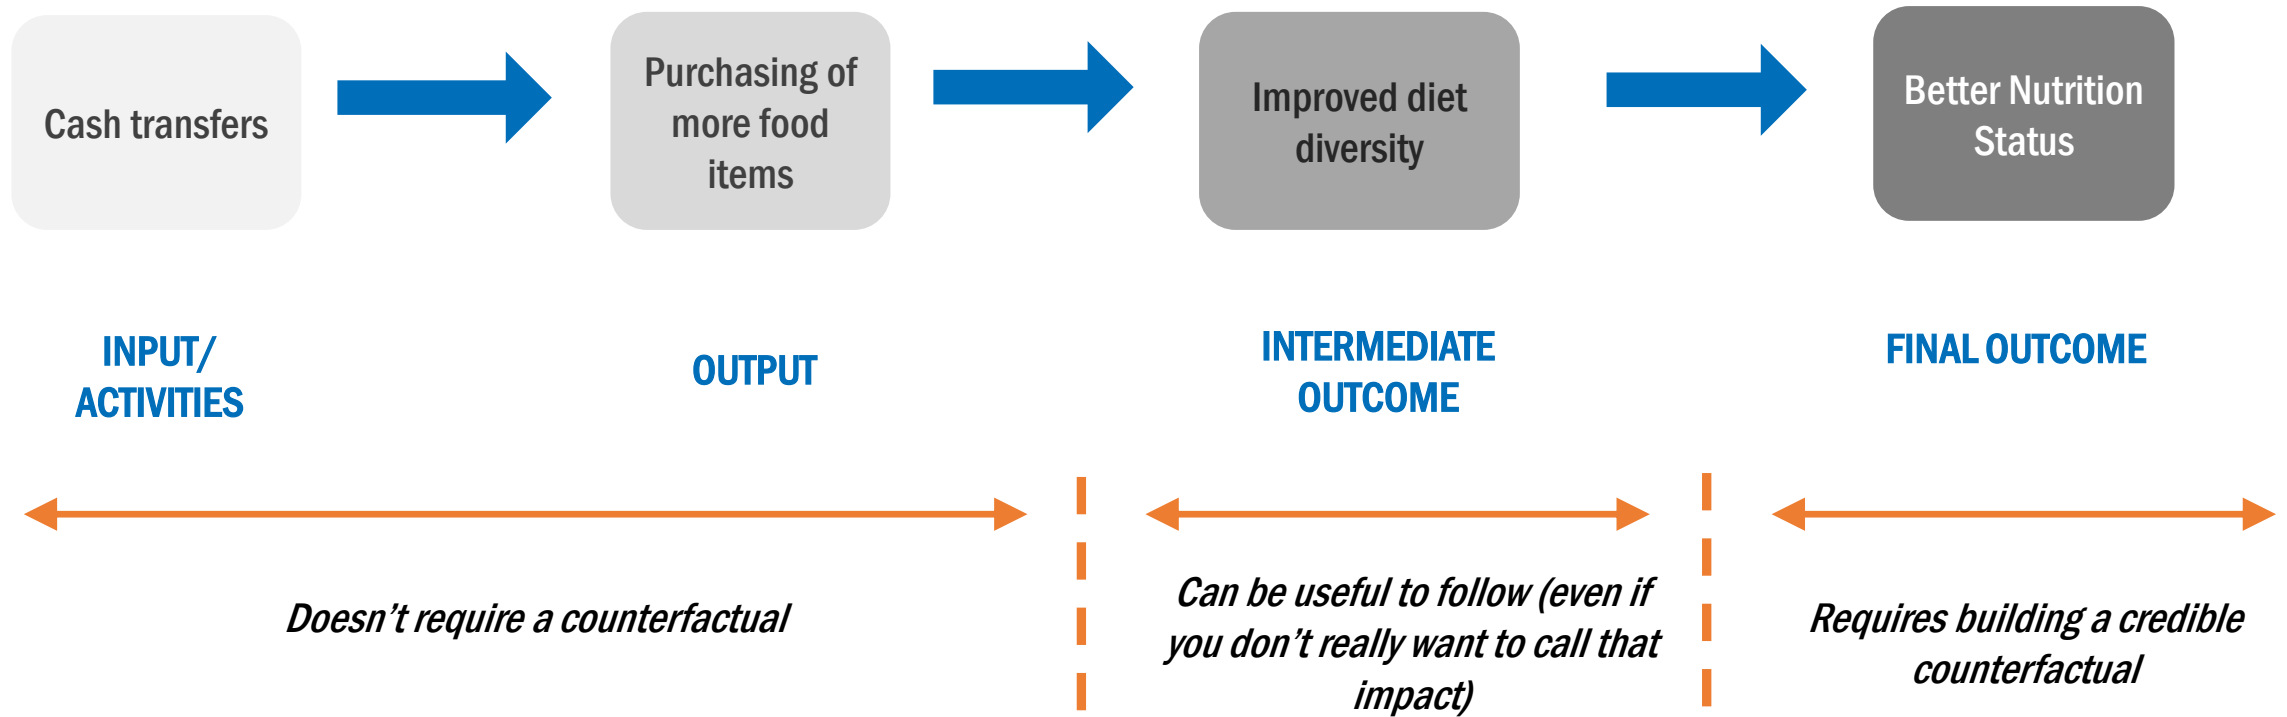 Cash transfers
Purchasing of
more food
items
Improved diet
diversity
Better Nutrition
Status
INPUT/
ACTIVITIES
OUTPUT
INTERMEDIATE
OUTCOME
FINAL OUTCOME
Doesn't require a counterfactual
Can be useful to follow (even if
you don't really want to call that
impact)
Requires building a credible
counterfactual